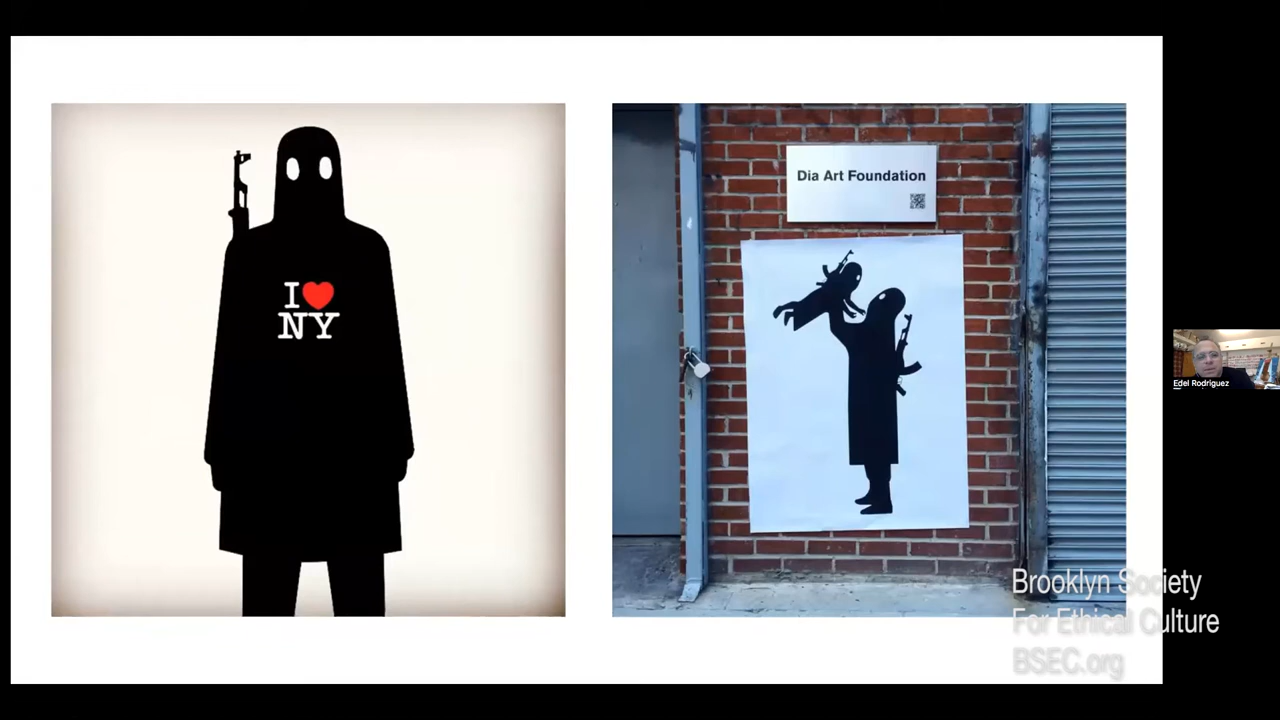 I ❤
NY
Dia Art Foundation
Edel Rodriguez
Brooklyn Society
For Ethical Culture
BSEC.org